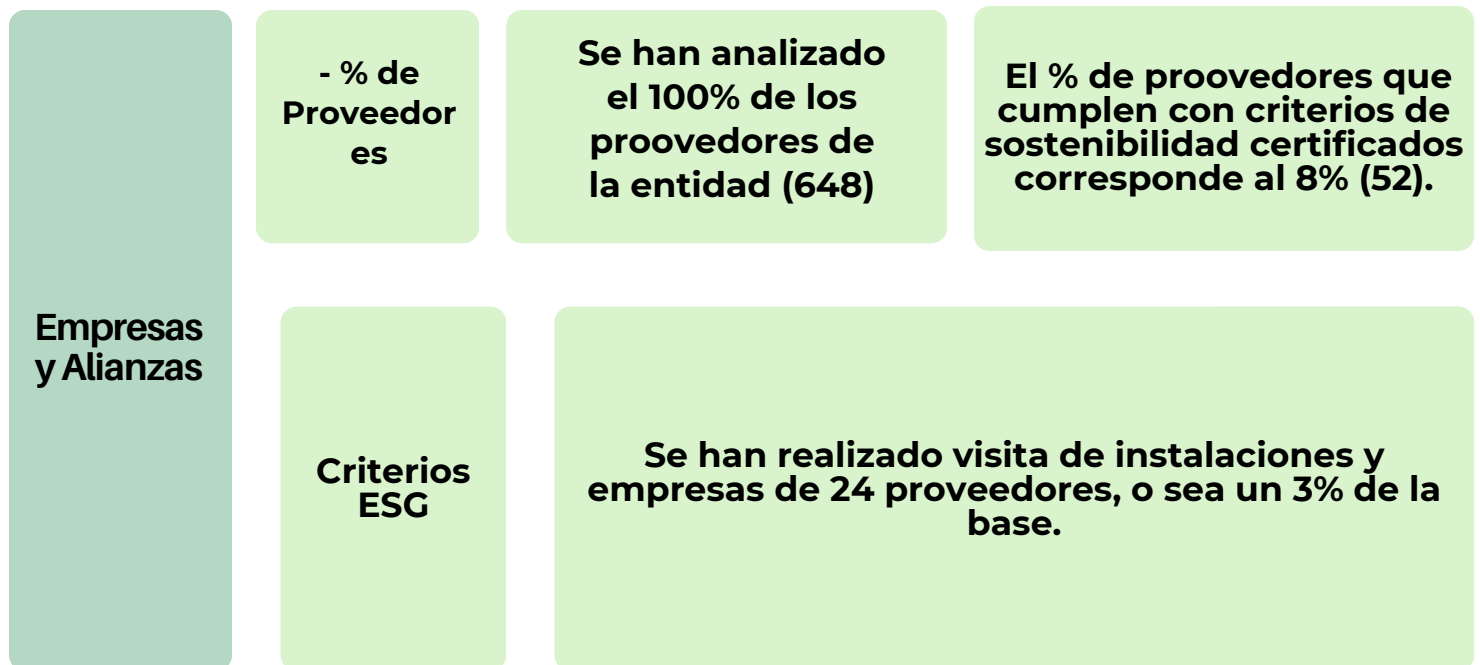 Empresas
y Alianzas
- % de
Proveedor
es
Se han analizado
el 100% de los
proovedores de
la entidad (648)
El % de proovedores que
cumplen con criterios de
sostenibilidad certificados
corresponde al 8% (52).
Criterios
ESG
Se han realizado visita de instalaciones y
empresas de 24 proveedores, o sea un 3% de la
base.